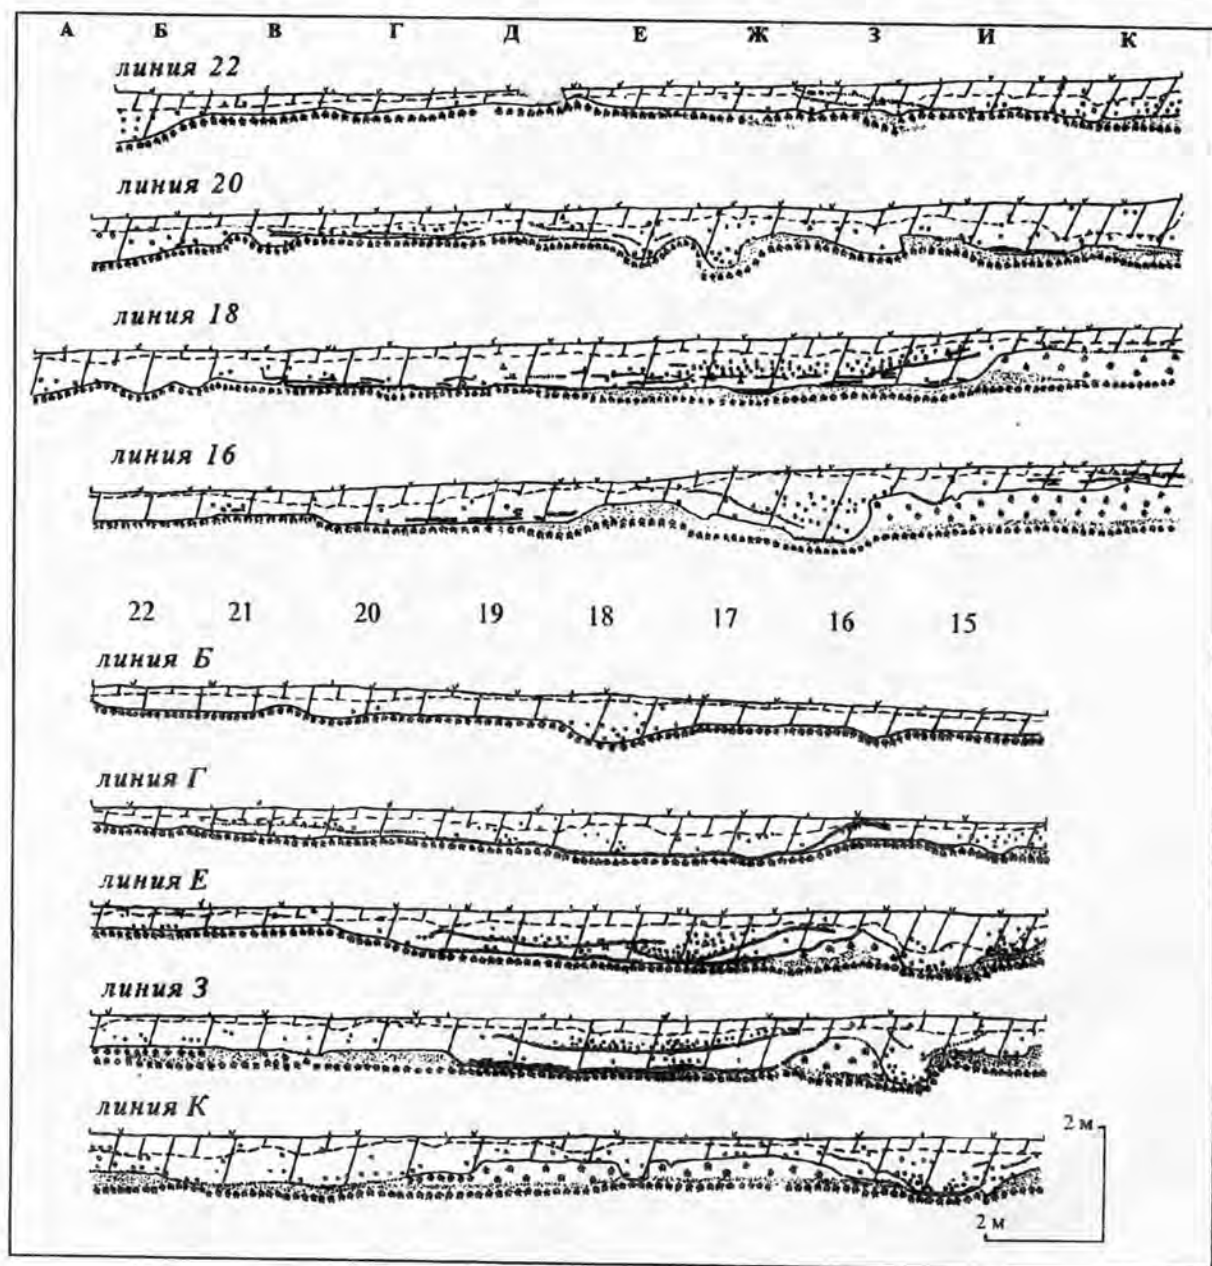 А Б В Г Д Е Ж З И К
линия 22
линия 20
линия 18
линия 16
22 21 20 19 18 17 16 15
линия Б
линия Г
линия Е
линия З
линия К
2 м
2 м